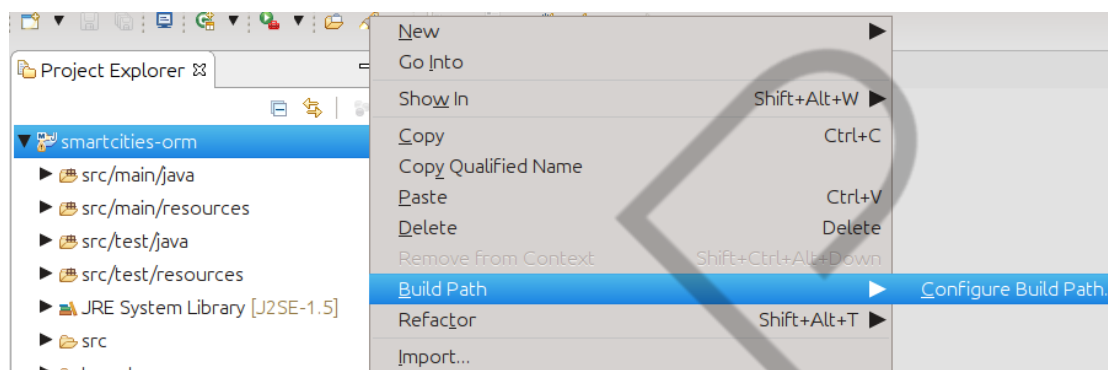 New
Project Explorer
Go Into
Show In Shift+Alt+W
smartcities-orm
Copy Ctrl+C
Copy Qualified Name
src/main/java
Paste Ctrl+V
src/main/resources
Delete Delete
src/test/java
Remove from Context Shift+Ctrl+Alt+Down
src/test/resources
Build Path Configure Build Path.
JRE System Library [J2SE-1.5]
Refactor Shift+Alt+T
src
Import...